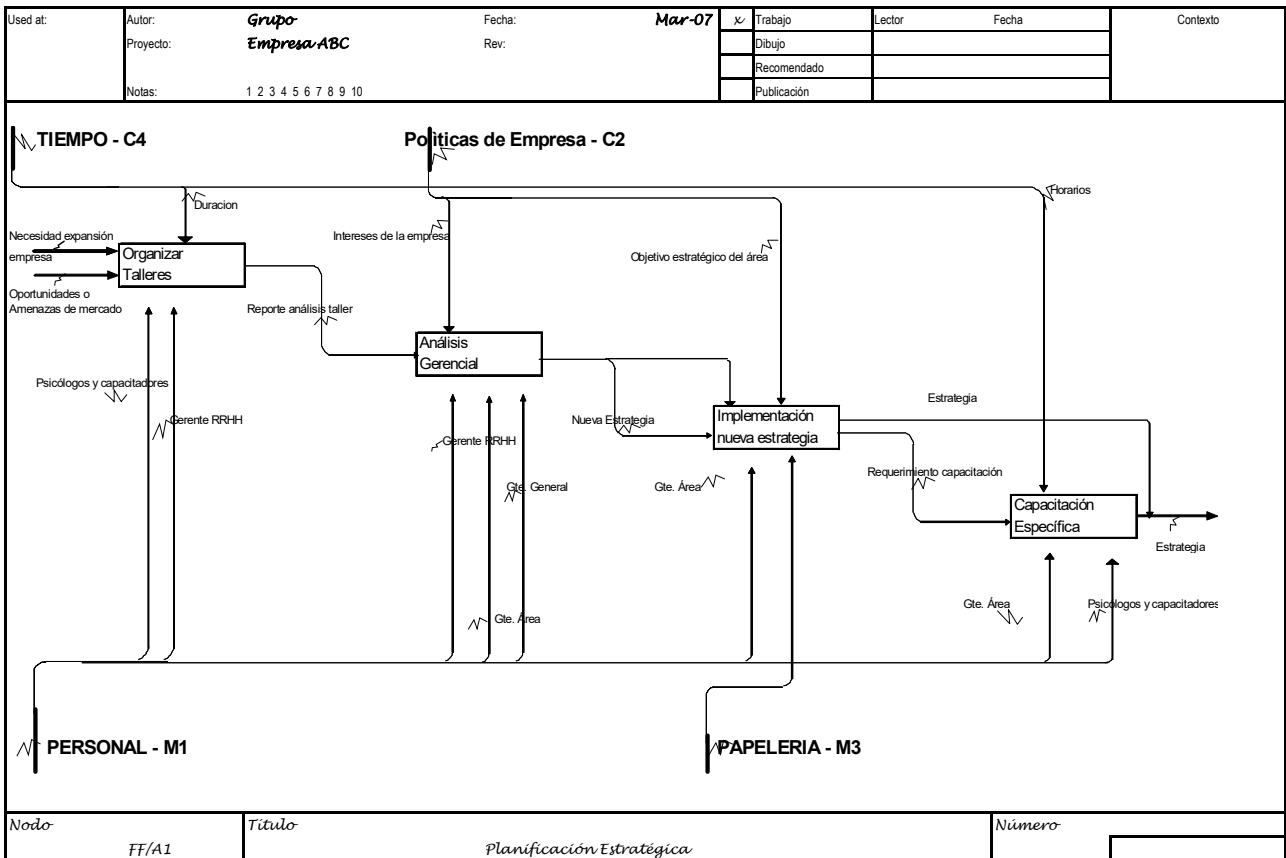 Used at:
Autor: Grupo Fecha: Mar-07 x Trabajo Lector Fecha Contexto
Proyecto: Empresa ABC Rev: Dibujo
Recomendado
Notas: 1 2 3 4 5 6 7 8 9 10 Publicación
TIEMPO - C4
Polìticas de Empresa - C2
Horarios
Duracion
Necesidad expansión
empresa
Intereses de la empresa
Organizar
Talleres
Objetivo estratégico del área
Oportunidades o
Amenazas de mercado
Reporte análisis taller
Análisis
Gerencial
Psicólogos y capacitadores
Gerente RRHH
Estrategia
Nueva Estrategia
Implementación
nueva estrategia
Gerente RRHH
Gte. General
Gte. Área
Requerimiento capacitación
Capacitación
Específica
Estrategia
Gte. Área
Gte. Área
Psicologos y capacitadores
PERSONAL - M1
PAPELERIA - M3
Nodo Título Número
FF/A1 Planificación Estratégica